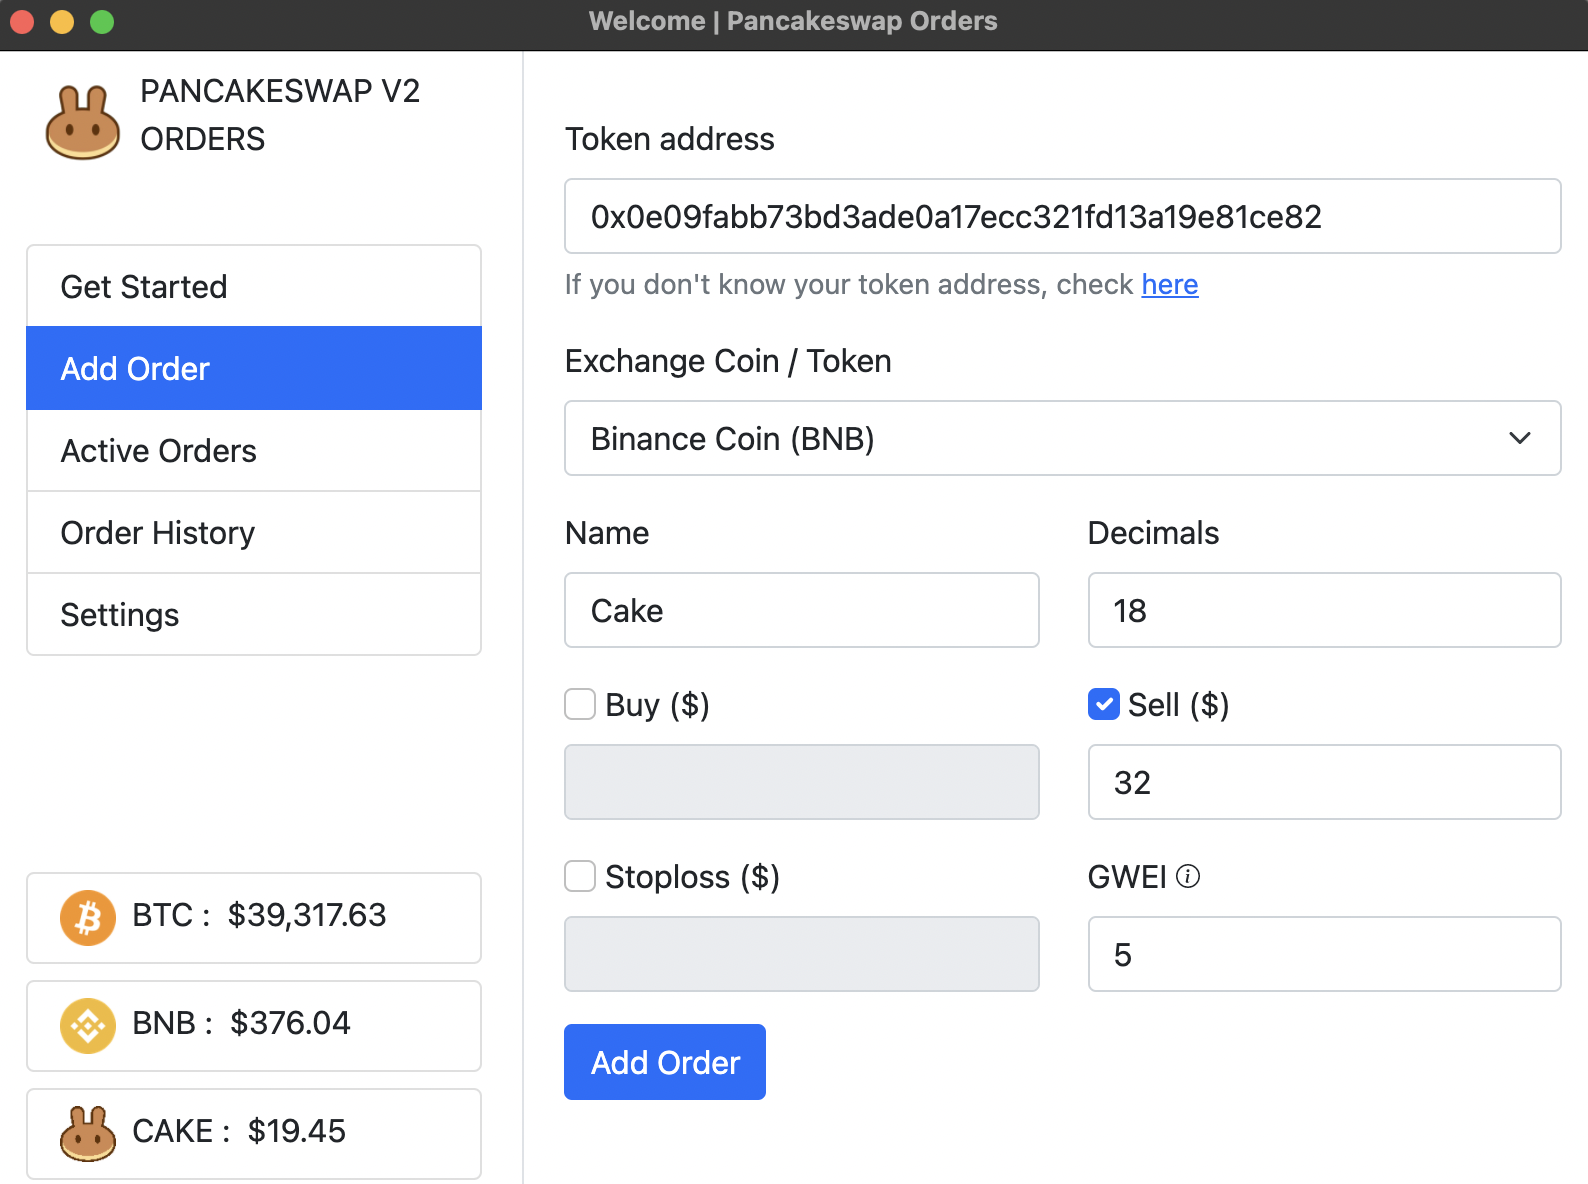 Welcome | Pancakeswap Orders
PANCAKESWAP V2
ORDERS
Get Started
Add Order
Active Orders
Order History
Settings
BTC : $39,317.63
BNB : $376.04
CAKE : $19.45
Token address
0x0e09fabb73bd3ade0a17ecc321fd13a19e81ce82
If you don't know your token address, check here
Exchange Coin / Token
Binance Coin (BNB)
Name
Decimals
Cake
18
Buy ($)
Sell ($)
32
Stoploss ($)
GWEI
5
Add Order